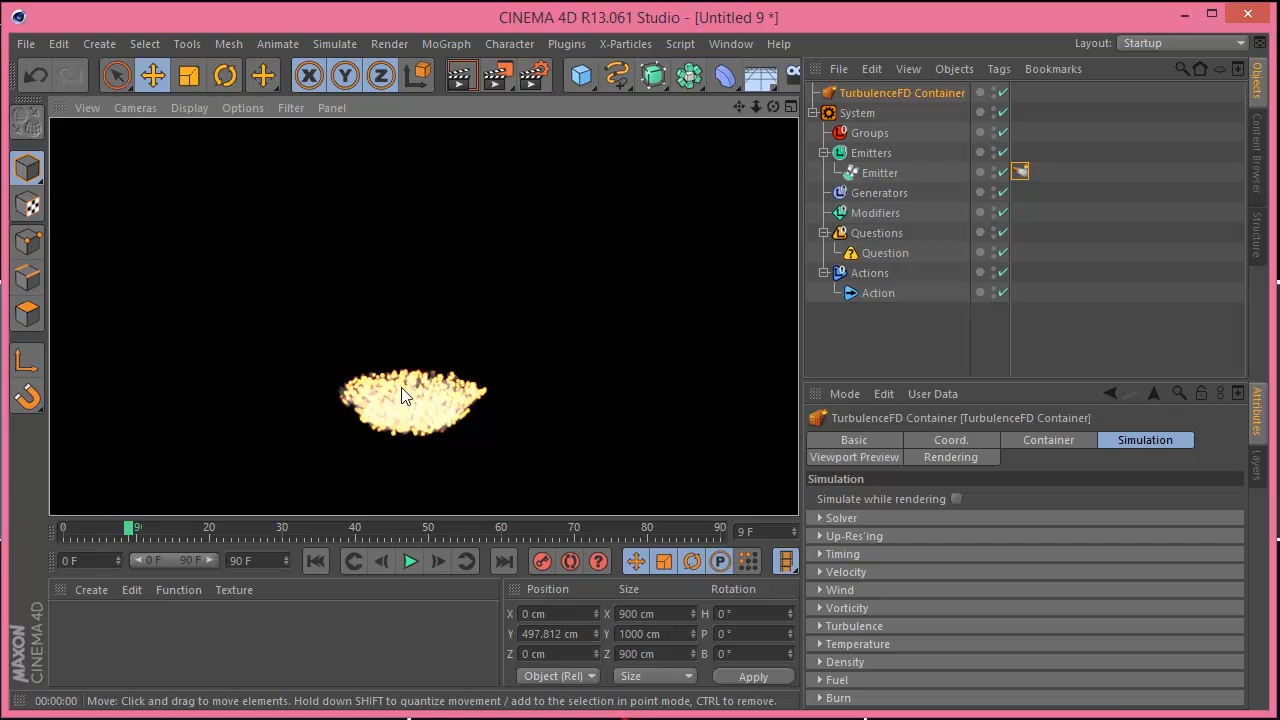 CINEMA 4D R13.061 Studio - [Untitled 9 *]
File Edit Create Select Tools Mesh Animate Simulate Render MoGraph Character Plugins X-Particles Script Window Help
Layout: Startup
View Cameras Display Options Filter Panel
File Edit View Objects Tags Bookmarks
TurbulenceFD Container
System
Groups
Emitters
Emitter
Generators
Modifiers
Questions
Question
Actions
Action
Objects
Content Browser
Structure
Mode Edit User Data
TurbulenceFD Container [TurbulenceFD Container]
Basic Coord. Container Simulation
Viewport Preview Rendering
Simulation
Simulate while rendering
Solver
Up-Res'ing
Timing
Velocity
Wind
Vorticity
Turbulence
Temperature
Density
Fuel
Burn
Attributes
Layers
0 9 20 30 40 50 60 70 80 90 9 F
0 F 0 F 90 F 90 F
Create Edit Function Texture
Position Size Rotation
X 0 cm X 900 cm H 0 °
Y 497.812 cm Y 1000 cm P 0 °
Z 0 cm Z 900 cm B 0 °
Object (Rel) Size Apply
MAXON
CINEMA 4D
00:00:00 Move: Click and drag to move elements. Hold down SHIFT to quantize movement / add to the selection in point mode, CTRL to remove.